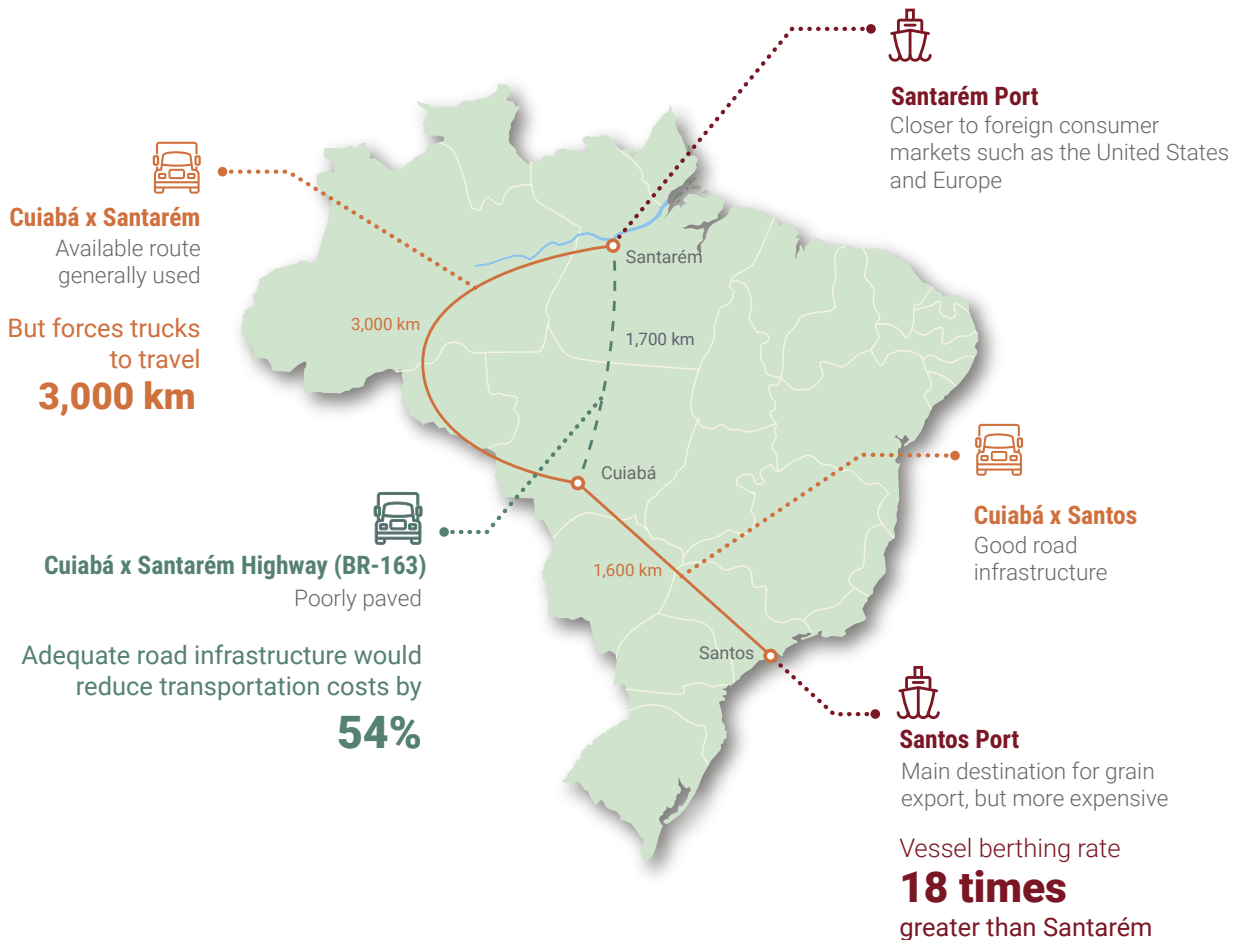 Santarém Port
Closer to foreign consumer
markets such as the United States
and Europe
Cuiabá x Santarém
Available route
generally used
But forces trucks
to travel
3,000 km
Santarém
3,000 km
1,700 km
Cuiabá
Cuiabá x Santos
Good road
infrastructure
Cuiabá x Santarém Highway (BR-163)
Poorly paved
Adequate road infrastructure would
reduce transportation costs by
54%
1,600 km
Santos
Santos Port
Main destination for grain
export, but more expensive
Vessel berthing rate
18 times
greater than Santarém